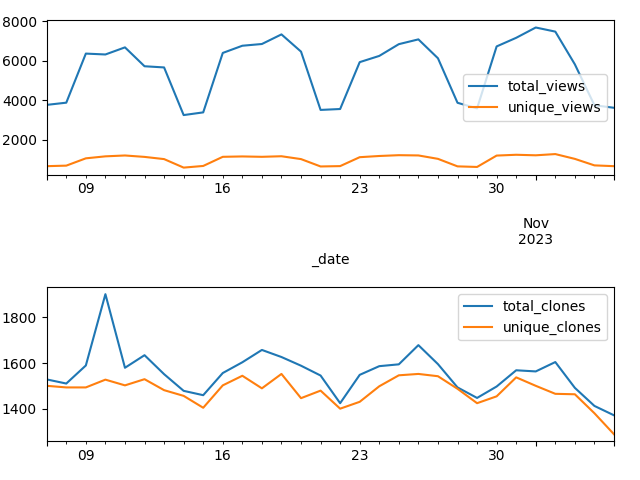 8000
6000
4000
2000
total_views
unique_views
09
16
23
30
Nov
2023
_date
1800
1600
1400
total_clones
unique_clones
09
16
23
30